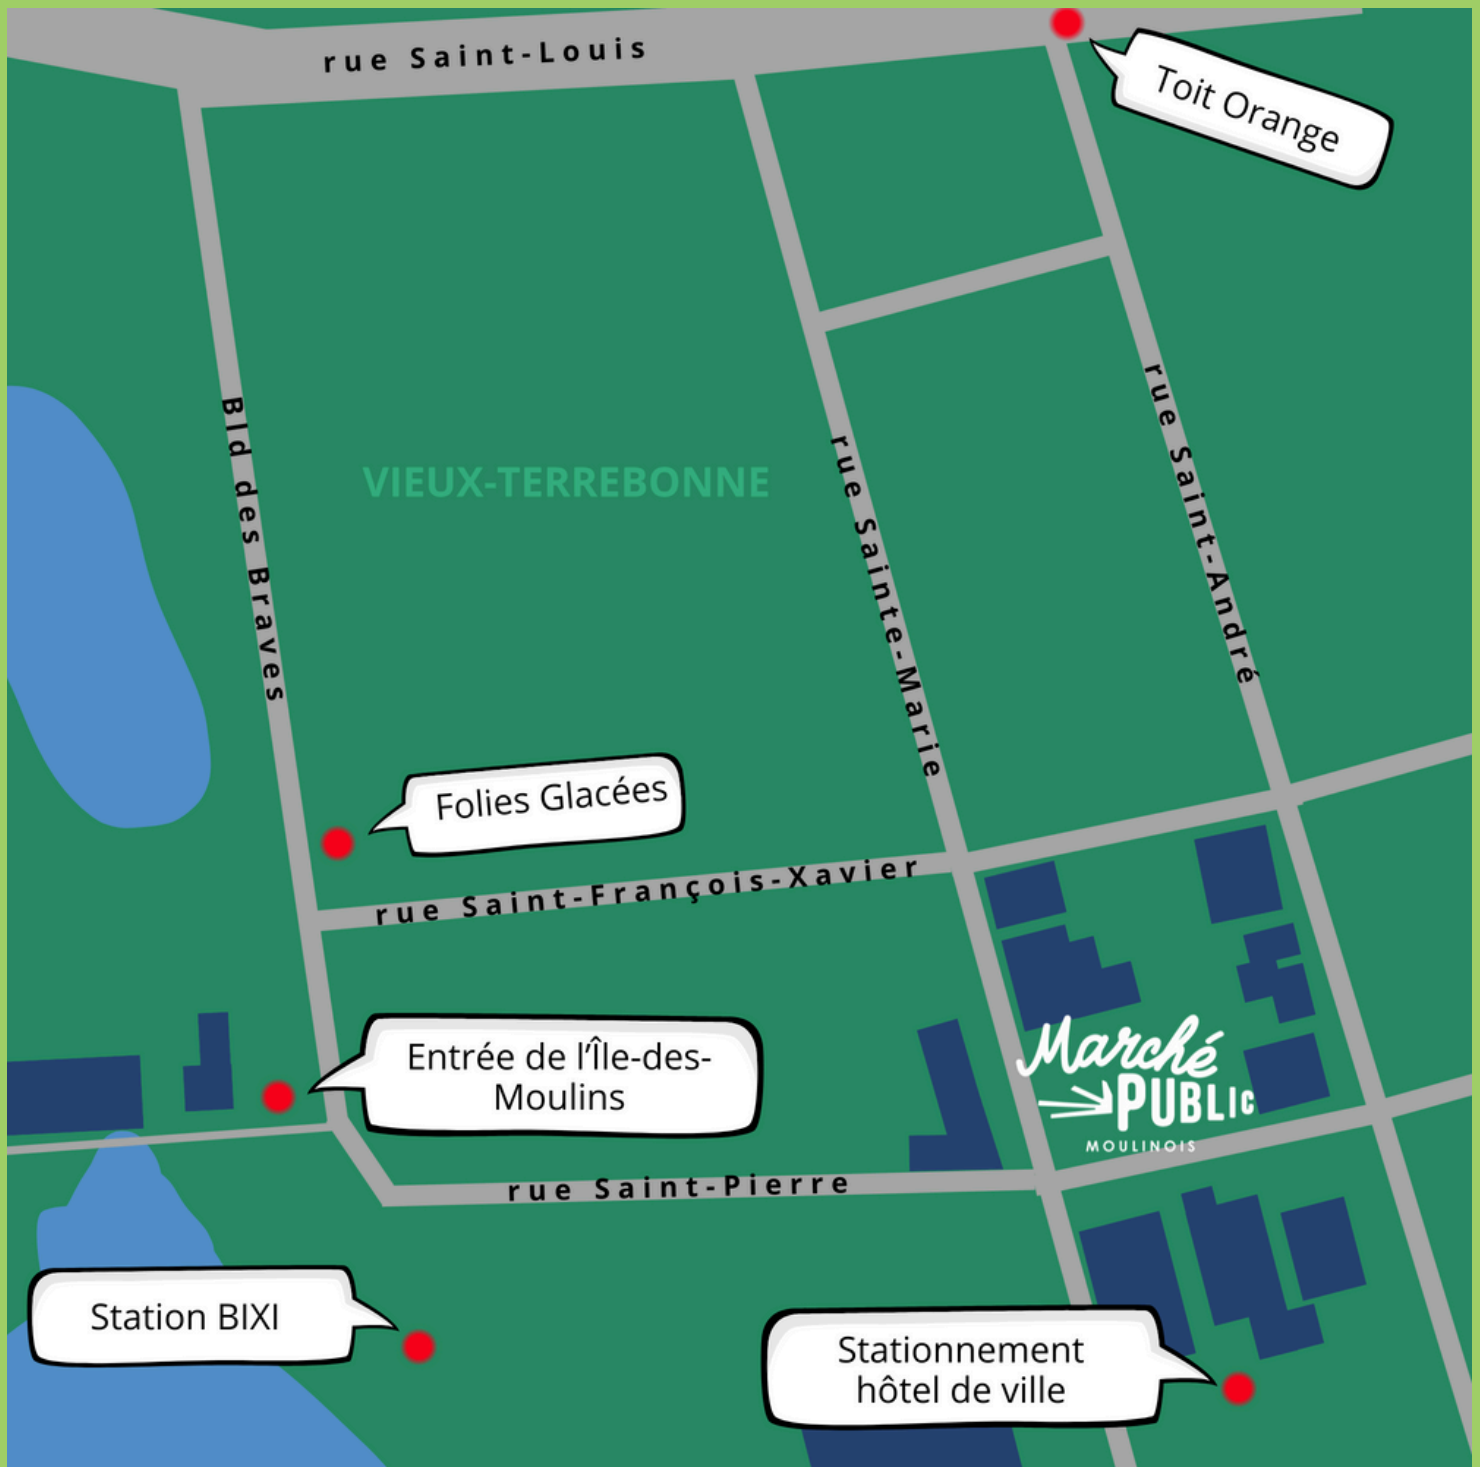 rue Saint-Louis
Toit Orange
Bld des Braves
VIEUX-TERREBONNE
rue Sainte-Marie
rue Saint-André
Folies Glacées
rue Saint-François-Xavier
Entrée de l’Île-des-
Moulins
Marché
PUBLIC
MOULINOIS
rue Saint-Pierre
Station BIXI
Stationnement
hôtel de ville